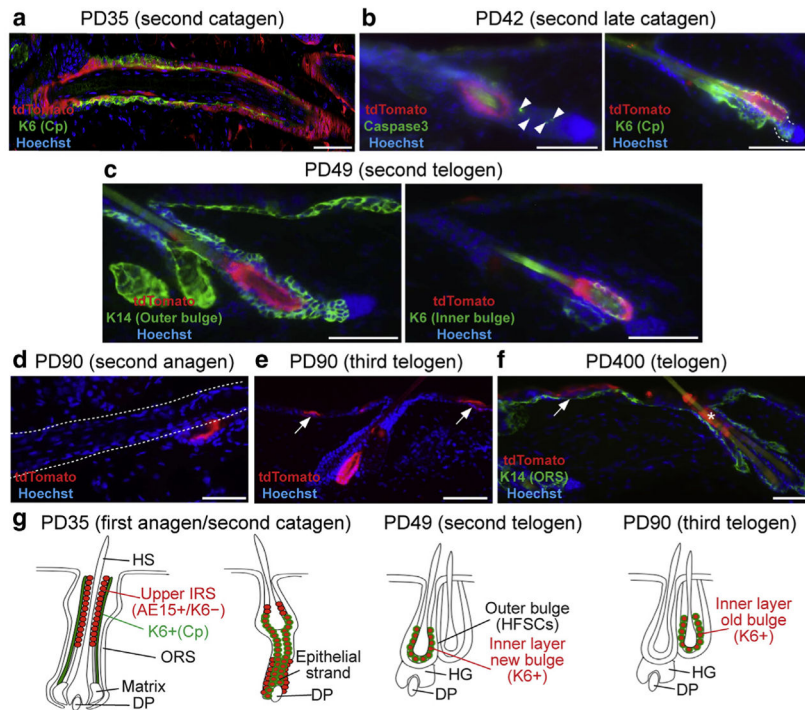 a PD35 (second catagen)
tdTomato
K6 (Cp)
Hoechst
b PD42 (second late catagen)
tdTomato
Caspase3
Hoechst
tdTomato
K6 (Cp)
Hoechst
c PD49 (second telogen)
tdTomato
K14 (Outer bulge)
Hoechst
tdTomato
K6 (Inner bulge)
Hoechst
d PD90 (second anagen)
tdTomato
Hoechst
e PD90 (third telogen)
tdTomato
Hoechst
f PD400 (telogen)
*
tdTomato
K14 (ORS)
Hoechst
g PD35 (first anagen/second catagen)
HS
Upper IRS
(AE15+/K6−)
K6+(Cp)
ORS
Matrix
DP
Epithelial
strand
DP
PD49 (second telogen)
Outer bulge
(HFSCs)
Inner layer
new bulge
(K6+)
HG
DP
PD90 (third telogen)
Inner layer
old bulge
(K6+)
HG
DP